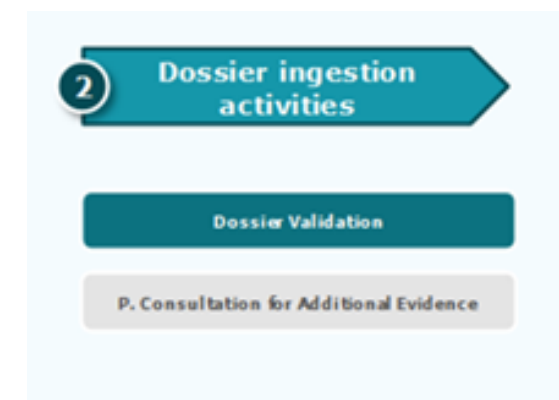 2
Dossier ingestion
activities
Dossier Validation
P. Consultation for Additional Evidence